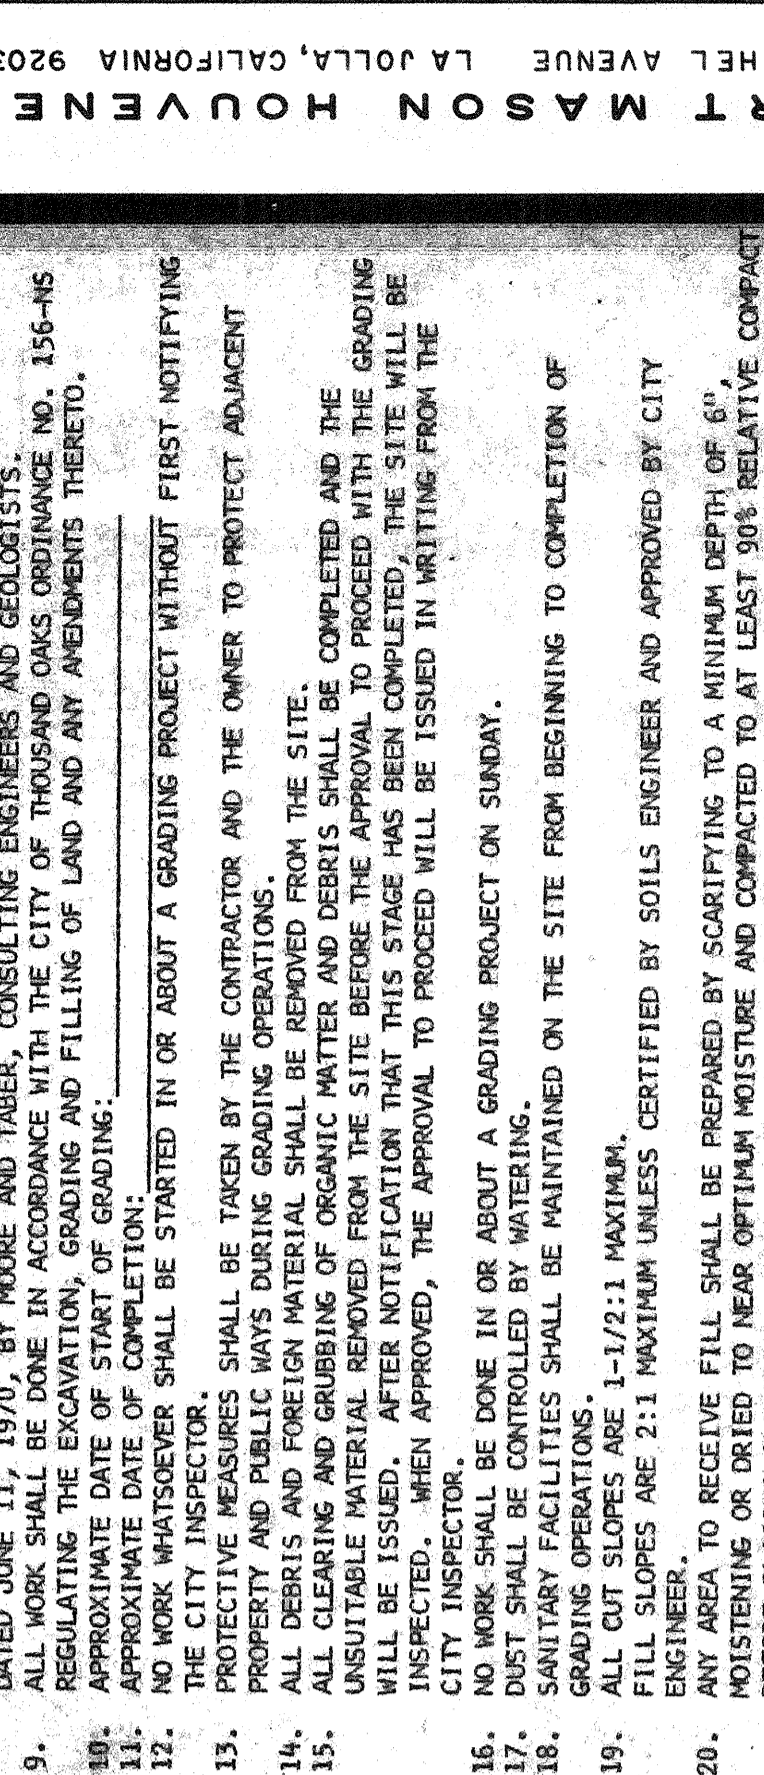 HEL AVENUE LA JOLLA, CALIFORNIA 9203
RT MASON HOUVENE
DATED JUNE 11, 1970, BY MOORE AND TABER, CONSULTING ENGINEERS AND GEOLOGISTS.
9. ALL WORK SHALL BE DONE IN ACCORDANCE WITH THE CITY OF THOUSAND OAKS ORDINANCE NO. 156-NS
REGULATING THE EXCAVATION, GRADING AND FILLING OF LAND AND ANY AMENDMENTS THERETO.
10. APPROXIMATE DATE OF START OF GRADING:
11. APPROXIMATE DATE OF COMPLETION:
12. NO WORK WHATSOEVER SHALL BE STARTED IN OR ABOUT A GRADING PROJECT WITHOUT FIRST NOTIFYING
THE CITY INSPECTOR.
13. PROTECTIVE MEASURES SHALL BE TAKEN BY THE CONTRACTOR AND THE OWNER TO PROTECT ADJACENT
PROPERTY AND PUBLIC WAYS DURING GRADING OPERATIONS.
14. ALL DEBRIS AND FOREIGN MATERIAL SHALL BE REMOVED FROM THE SITE.
15. ALL CLEARING AND GRUBBING OF ORGANIC MATTER AND DEBRIS SHALL BE COMPLETED AND THE
UNSUITABLE MATERIAL REMOVED FROM THE SITE BEFORE THE APPROVAL TO PROCEED WITH THE GRADING
WILL BE ISSUED. AFTER NOTIFICATION THAT THIS STAGE HAS BEEN COMPLETED, THE SITE WILL BE
INSPECTED. WHEN APPROVED, THE APPROVAL TO PROCEED WILL BE ISSUED IN WRITING FROM THE
CITY INSPECTOR.
16. NO WORK SHALL BE DONE IN OR ABOUT A GRADING PROJECT ON SUNDAY.
17. DUST SHALL BE CONTROLLED BY WATERING.
18. SANITARY FACILITIES SHALL BE MAINTAINED ON THE SITE FROM BEGINNING TO COMPLETION OF
GRADING OPERATIONS.
19. ALL CUT SLOPES ARE 1-1/2:1 MAXIMUM.
FILL SLOPES ARE 2:1 MAXIMUM UNLESS CERTIFIED BY SOILS ENGINEER AND APPROVED BY CITY
ENGINEER.
20. ANY AREA TO RECEIVE FILL SHALL BE PREPARED BY SCARIFYING TO A MINIMUM DEPTH OF 6",
MOISTENING OR DRIED TO NEAR OPTIMUM MOISTURE AND COMPACTED TO AT LEAST 90% RELATIVE COMPACT